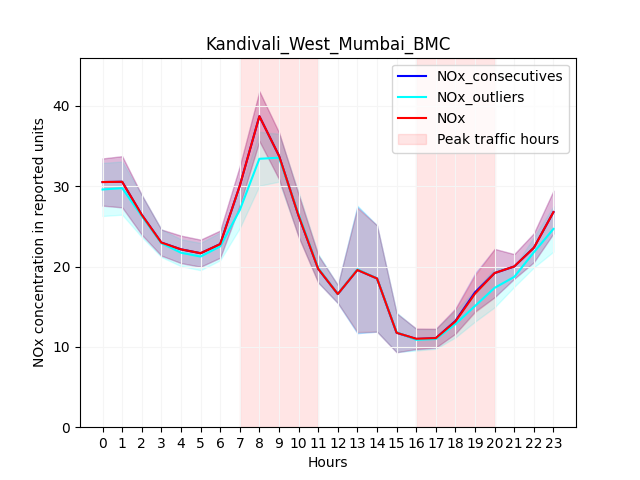 Kandivali_West_Mumbai_BMC
NOx_consecutives
NOx_outliers
NOx
Peak traffic hours
NOx concentration in reported units
40
30
20
10
0
0 1 2 3 4 5 6 7 8 9 10 11 12 13 14 15 16 17 18 19 20 21 22 23
Hours